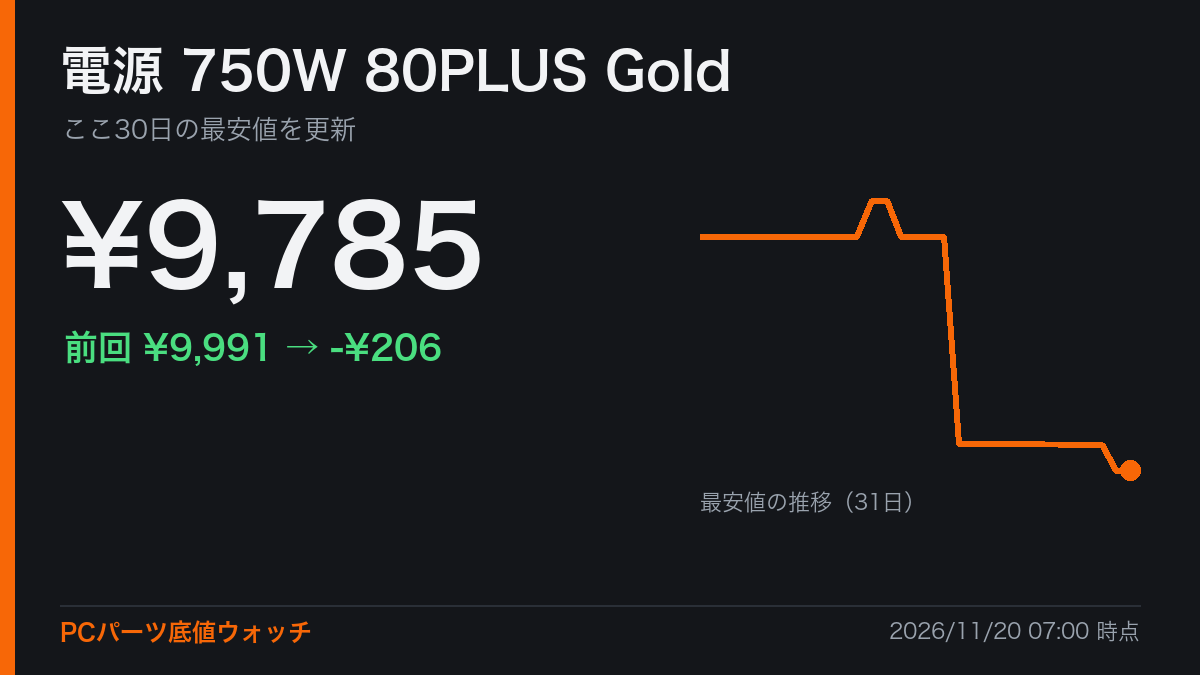 電源 750W 80PLUS Gold
ここ30日の最安値を更新
¥9,785
前回 ¥9,991 → -¥206
最安値の推移（31日）
PCパーツ底値ウォッチ
2026/11/20 07:00 時点